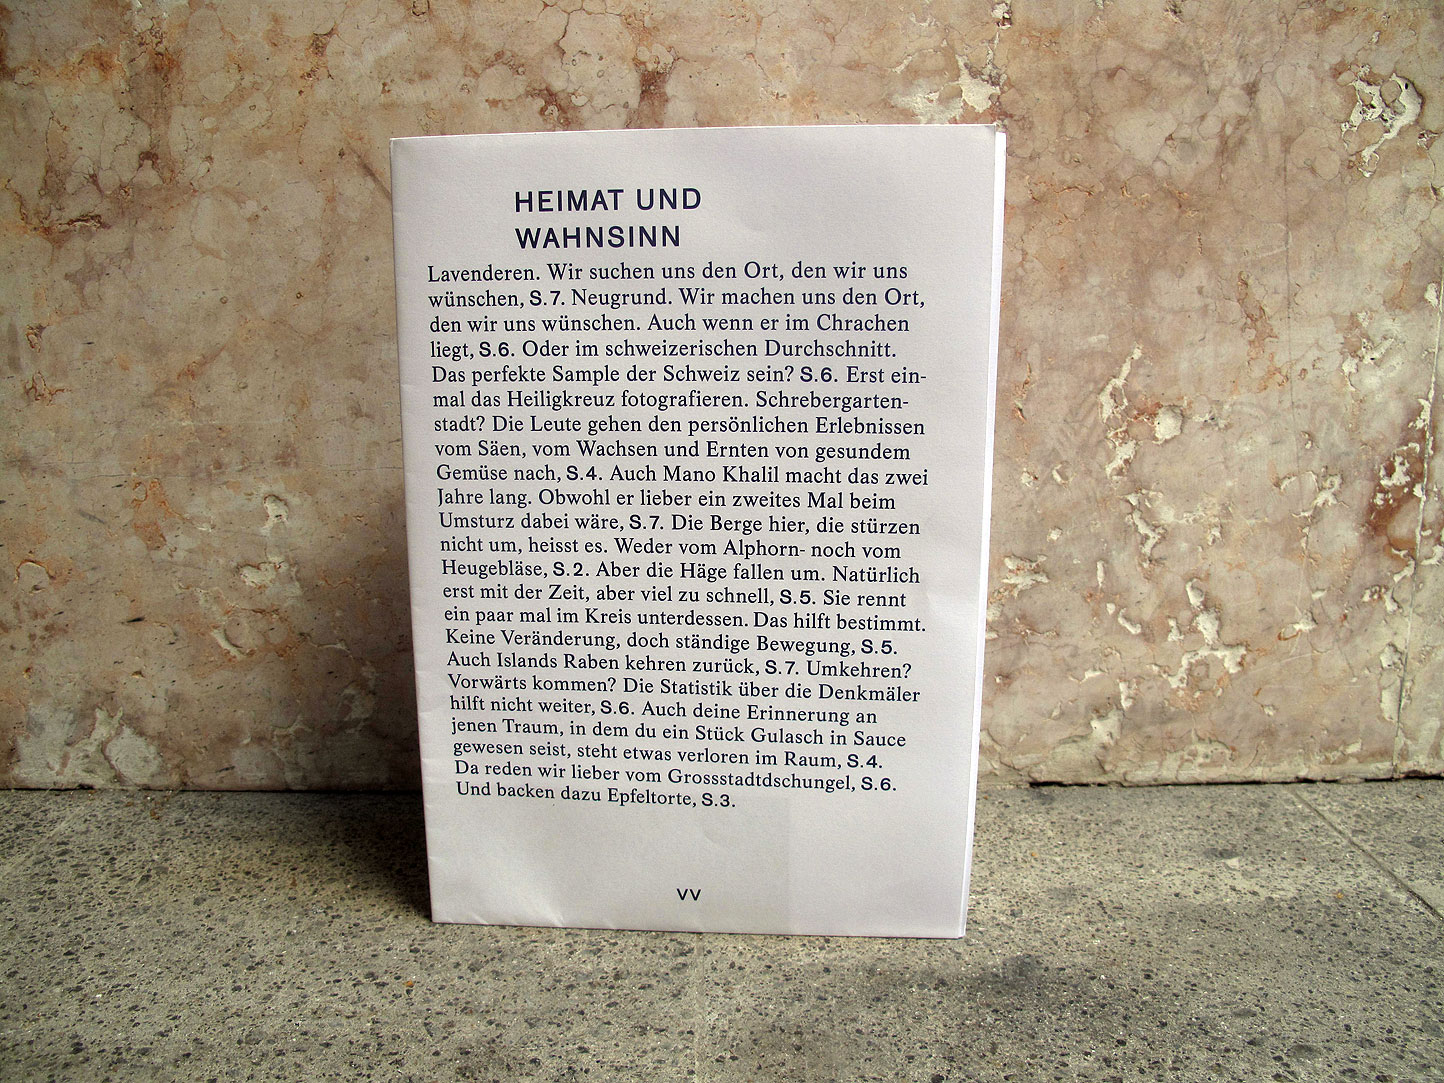 HEIMAT UND
WAHNSINN
Lavenderen. Wir suchen uns den Ort, den wir uns
wünschen, S.7. Neugrund. Wir machen uns den Ort,
den wir uns wünschen. Auch wenn er im Chrachen
liegt, S.6. Oder im schweizerischen Durchschnitt.
Das perfekte Sample der Schweiz sein? S.6. Erst ein-
mal das Heiligkreuz fotografieren. Schrebergarten-
stadt? Die Leute gehen den persönlichen Erlebnissen
vom Säen, vom Wachsen und Ernten von gesundem
Gemüse nach, S.4. Auch Mano Khalil macht das zwei
Jahre lang. Obwohl er lieber ein zweites Mal beim
Umsturz dabei wäre, S.7. Die Berge hier, die stürzen
nicht um, heisst es. Weder vom Alphorn- noch vom
Heugebläse, S.2. Aber die Häge fallen um. Natürlich
erst mit der Zeit, aber viel zu schnell, S.5. Sie rennt
ein paar mal im Kreis unterdessen. Das hilft bestimmt.
Keine Veränderung, doch ständige Bewegung, S.5.
Auch Islands Raben kehren zurück, S.7. Umkehren?
Vorwärts kommen? Die Statistik über die Denkmäler
hilft nicht weiter, S.6. Auch deine Erinnerung an
jenen Traum, in dem du ein Stück Gulasch in Sauce
gewesen seist, steht etwas verloren im Raum, S.4.
Da reden wir lieber vom Grossstadtdschungel, S.6.
Und backen dazu Epfeltorte, S.3.
VV